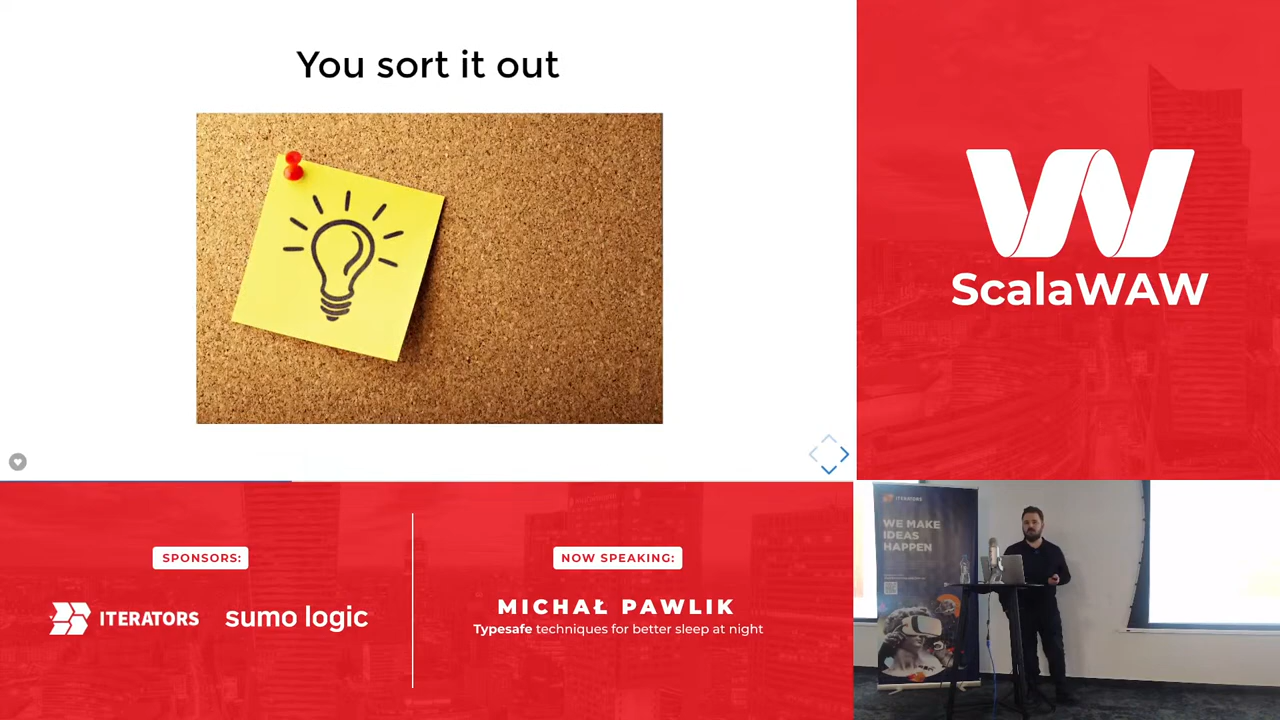 You sort it out
ScalaWAW
SPONSORS:
ITERATORS
sumo logic
NOW SPEAKING:
MICHAŁ PAWLIK
Typesafe techniques for better sleep at night
ITERATORS
WE MAKE
IDEAS
HAPPEN